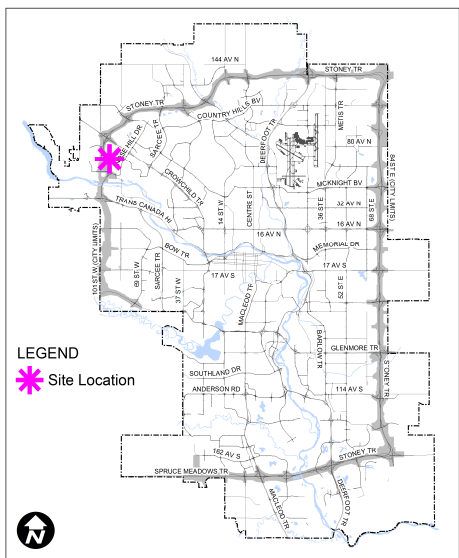 144 AV N
STONEY TR
STONEY TR
COUNTRY HILLS BV
SARCEE TR
DEERFOOT TR
METIS TR
80 AV N
84 ST E (CITY LIMITS)
CROWCHILD TR
MCKNIGHT BV
14 ST W
CENTRE ST
36 ST E
32 AV N
68 ST E
TRANS CANADA HI
16 AV N
16 AV N
MEMORIAL DR
BOW TR
17 AV S
17 AV S
101 ST W (CITY LIMITS)
69 ST W
SARCEE TR
37 ST W
MACLEOD TR
52 ST E
BARLOW TR
GLENMORE TR
STONEY TR
LEGEND
Site Location
SOUTHLAND DR
ANDERSON RD
114 AV S
162 AV S
STONEY TR
SPRUCE MEADOWS TR
MACLEOD TR
DEERFOOT TR
N